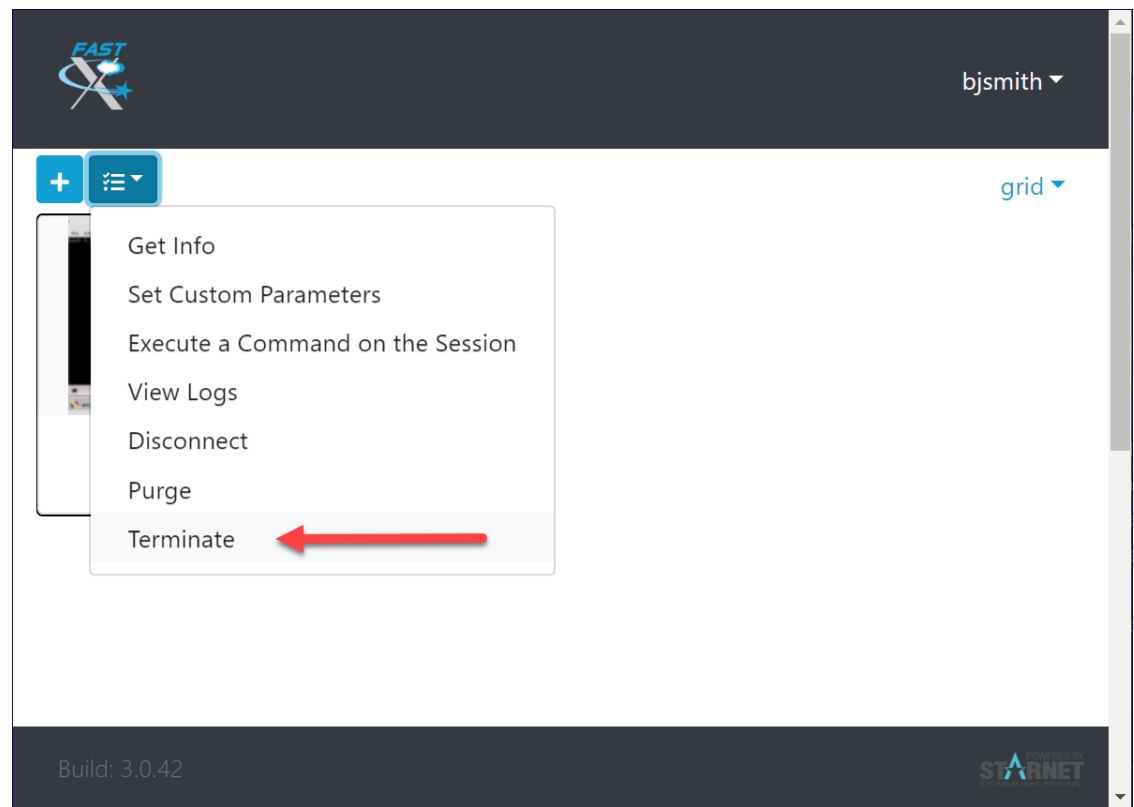 FAST
X
bjsmith
grid
Get Info
Set Custom Parameters
Execute a Command on the Session
View Logs
Disconnect
Purge
Terminate
Build: 3.0.42
POWERED BY
STARNET
COMMUNICATIONS